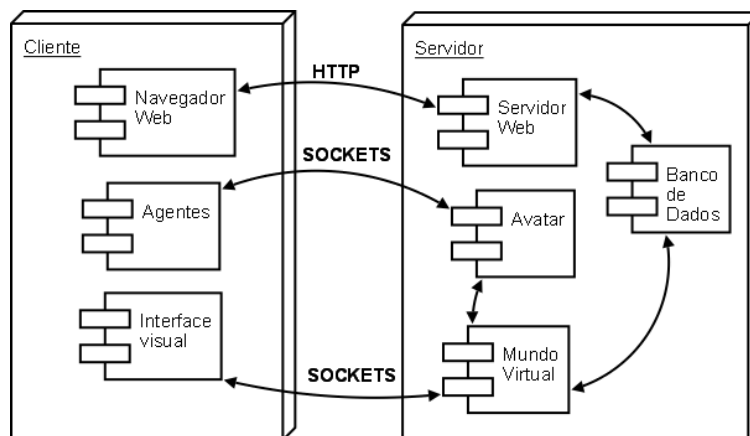 Cliente
Servidor
HTTP
Navegador
Web
Servidor
Web
SOCKETS
Banco
de
Dados
Agentes
Avatar
Interface
visual
SOCKETS
Mundo
Virtual